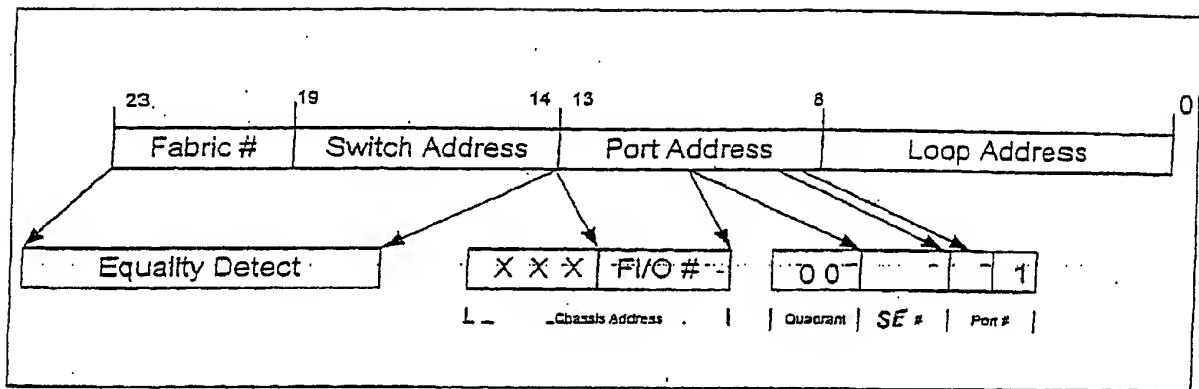 23. 19 14 13 8 0
Fabric # Switch Address Port Address Loop Address
Equality Detect X X X FI/O # 0 0 1
Chassis Address Quadrant SE # Port #